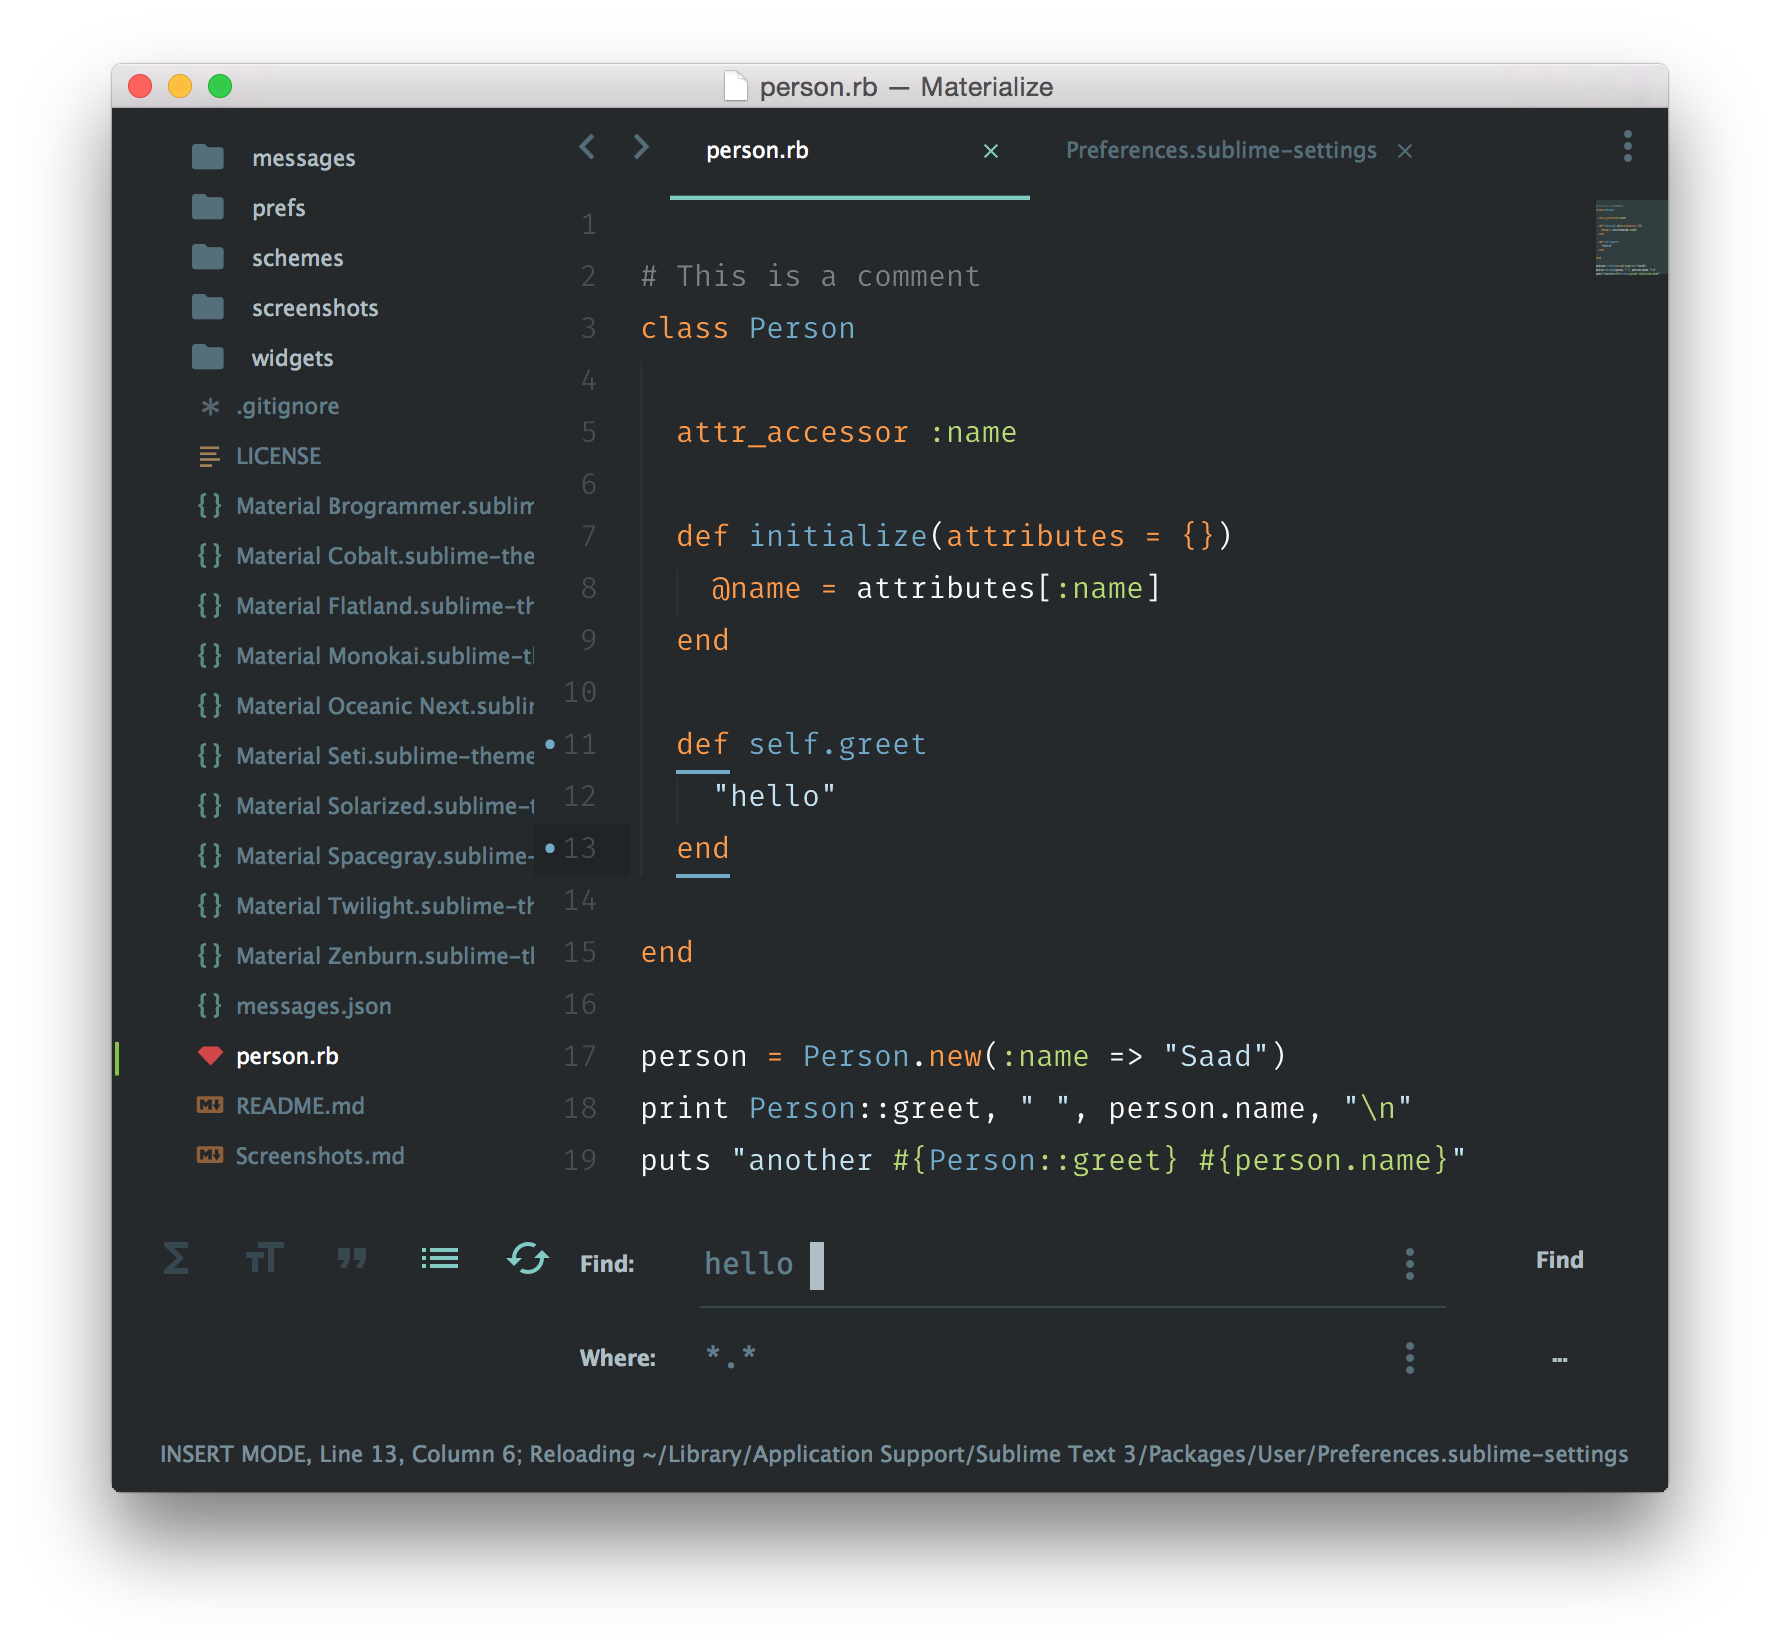 person.rb — Materialize
messages
prefs
schemes
screenshots
widgets
.gitignore
LICENSE
Material Brogrammer.sublim
Material Cobalt.sublime-the
Material Flatland.sublime-th
Material Monokai.sublime-t
Material Oceanic Next.sublir
Material Seti.sublime-theme
Material Solarized.sublime-t
Material Spacegray.sublime-
Material Twilight.sublime-th
Material Zenburn.sublime-tl
messages.json
person.rb
README.md
Screenshots.md
person.rb × Preferences.sublime-settings ×
1
2 # This is a comment
3 class Person
4
5 attr_accessor :name
6
7 def initialize(attributes = {})
8 @name = attributes[:name]
9 end
10
11 def self.greet
12 "hello"
13 end
14
15 end
16
17 person = Person.new(:name => "Saad")
18 print Person::greet, " ", person.name, "\n"
19 puts "another #{Person::greet} #{person.name}"
Find: hello Find
Where: *.* ...
INSERT MODE, Line 13, Column 6; Reloading ~/Library/Application Support/Sublime Text 3/Packages/User/Preferences.sublime-settings